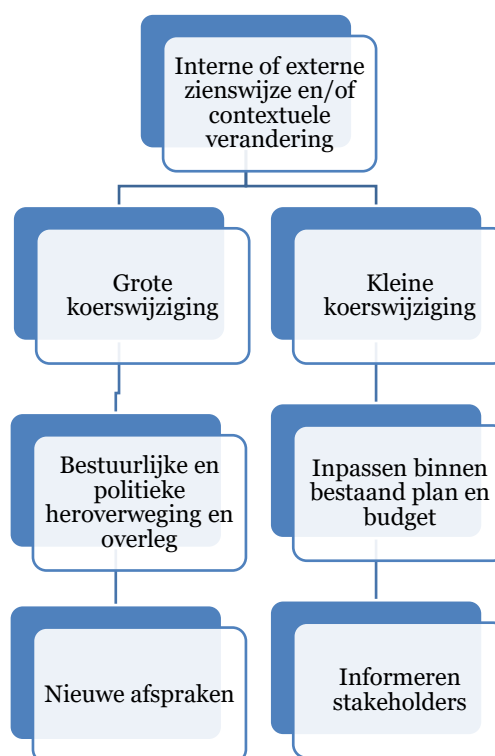 Interne of externe
zienswijze en/of
contextuele
verandering
Grote
koerswijziging
Kleine
koerswijziging
Bestuurlijke en
politieke
heroverweging en
overleg
Inpassen binnen
bestaand plan en
budget
Nieuwe afspraken
Informeren
stakeholders